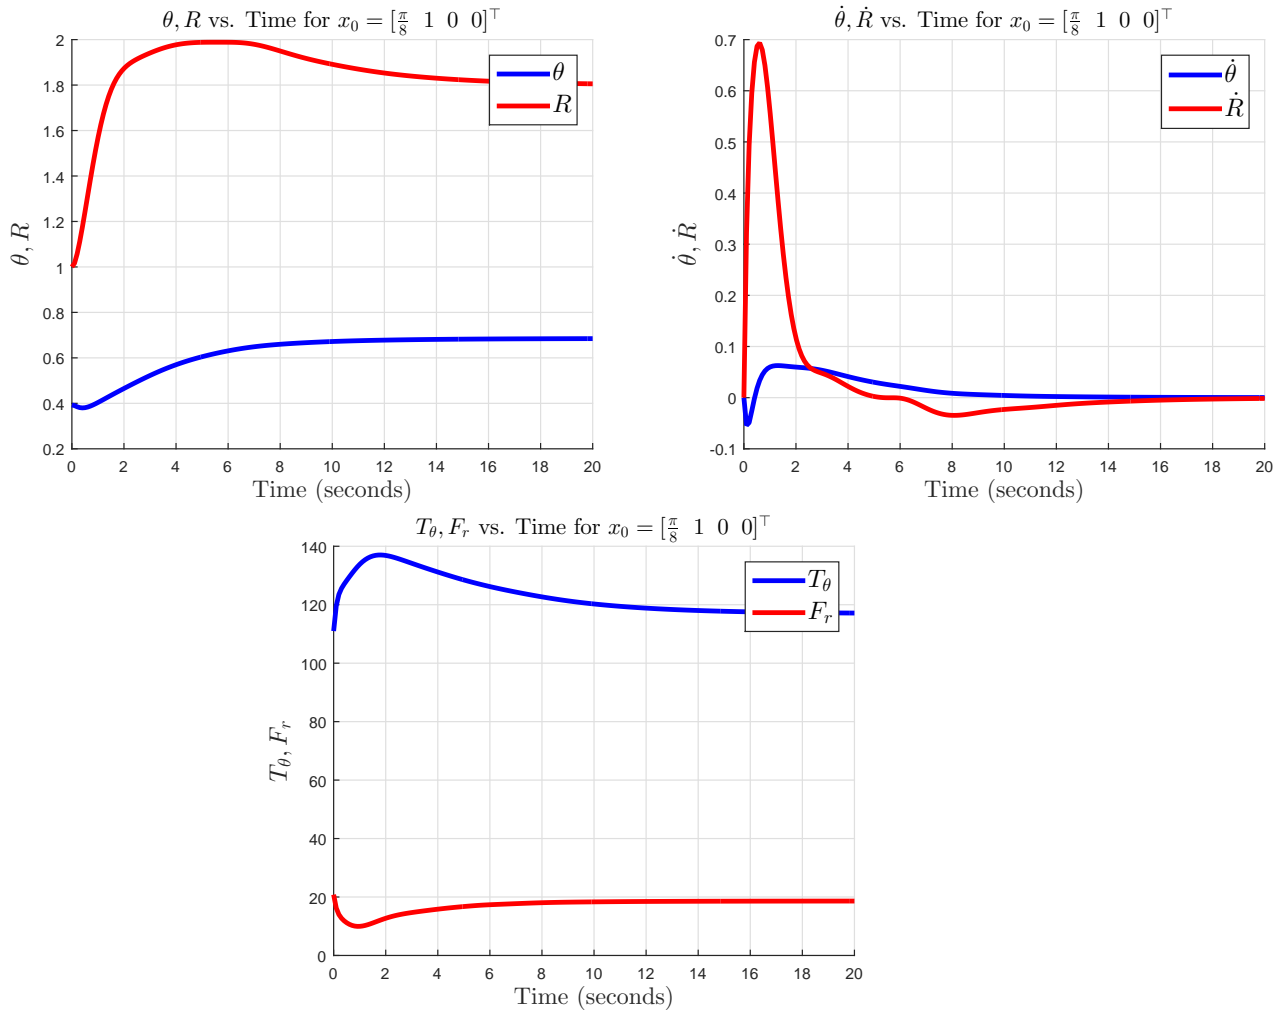 θ, R vs. Time for x₀ = [π/8 1 0 0]⊤
2
1.8
1.6
1.4
1.2
1
0.8
0.6
0.4
0.2
θ, R
θ
R
0 2 4 6 8 10 12 14 16 18 20
Time (seconds)
θ̇, Ṙ vs. Time for x₀ = [π/8 1 0 0]⊤
0.7
0.6
0.5
0.4
0.3
0.2
0.1
0
-0.1
θ̇, Ṙ
θ̇
Ṙ
0 2 4 6 8 10 12 14 16 18 20
Time (seconds)
T_θ, F_r vs. Time for x₀ = [π/8 1 0 0]⊤
140
120
100
80
60
40
20
0
T_θ, F_r
T_θ
F_r
0 2 4 6 8 10 12 14 16 18 20
Time (seconds)